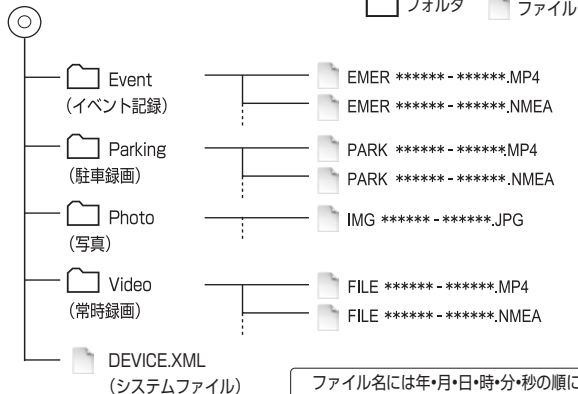 フォルダ ファイル
Event
(イベント記録)
EMER ******-******.MP4
EMER ******-******.NMEA
Parking
(駐車録画)
PARK ******-******.MP4
PARK ******-******.NMEA
Photo
(写真)
IMG ******-******.JPG
Video
(常時録画)
FILE ******-******.MP4
FILE ******-******.NMEA
DEVICE.XML
(システムファイル)
ファイル名には年・月・日・時・分・秒の順に